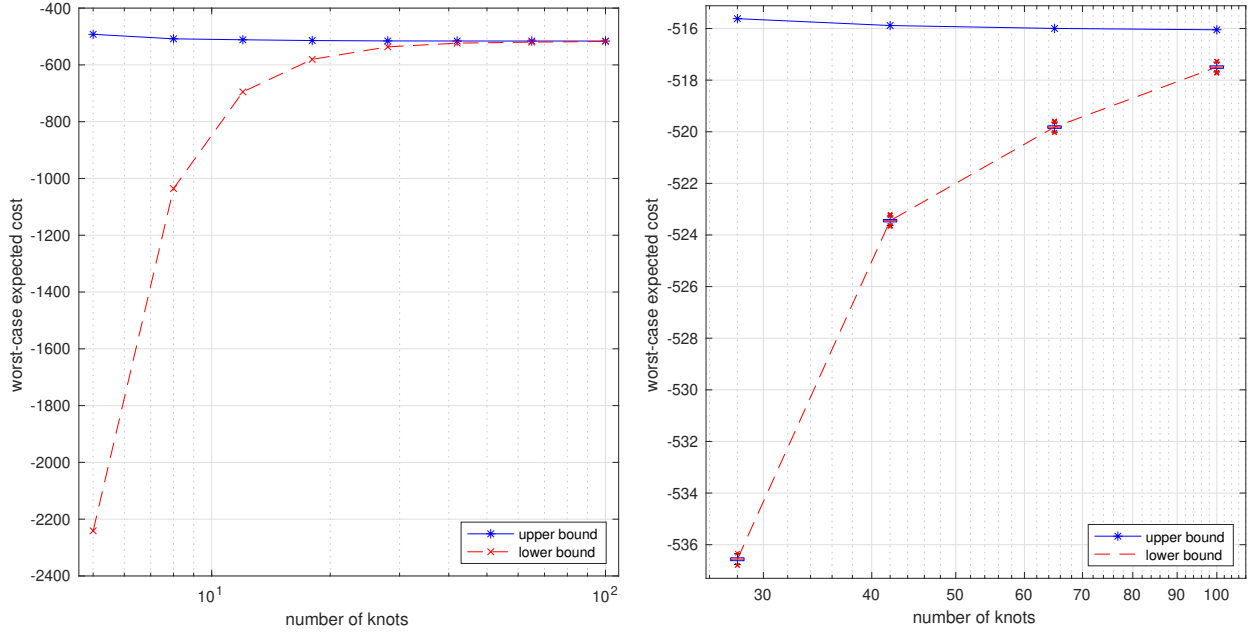 -400
-600
-800
-1000
-1200
-1400
-1600
-1800
-2000
-2200
-2400
worst-case expected cost
10^1
10^2
number of knots
upper bound
lower bound
-516
-518
-520
-522
-524
-526
-528
-530
-532
-534
-536
worst-case expected cost
30 40 50 60 70 80 90 100
number of knots
upper bound
lower bound